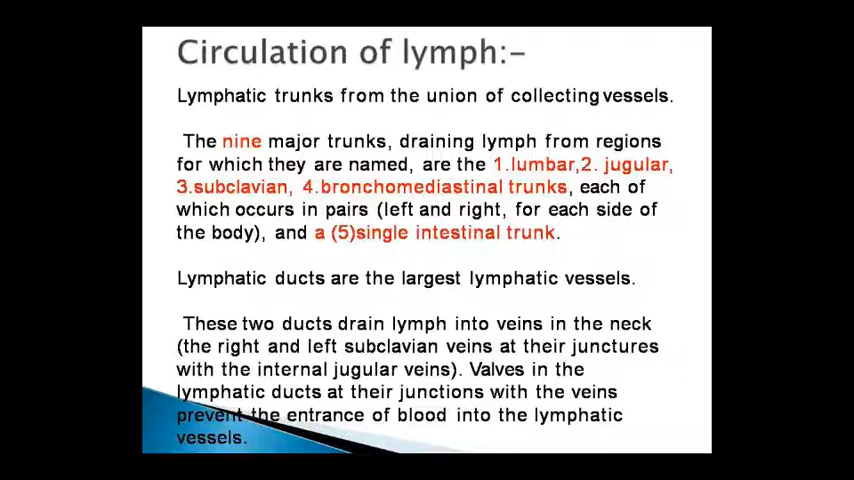 Circulation of lymph:-
Lymphatic trunks from the union of collecting vessels.
The nine major trunks, draining lymph from regions
for which they are named, are the 1.lumbar,2. jugular,
3.subclavian, 4.bronchomediastinal trunks, each of
which occurs in pairs (left and right, for each side of
the body), and a (5)single intestinal trunk.
Lymphatic ducts are the largest lymphatic vessels.
These two ducts drain lymph into veins in the neck
(the right and left subclavian veins at their junctures
with the internal jugular veins). Valves in the
lymphatic ducts at their junctions with the veins
prevent the entrance of blood into the lymphatic
vessels.